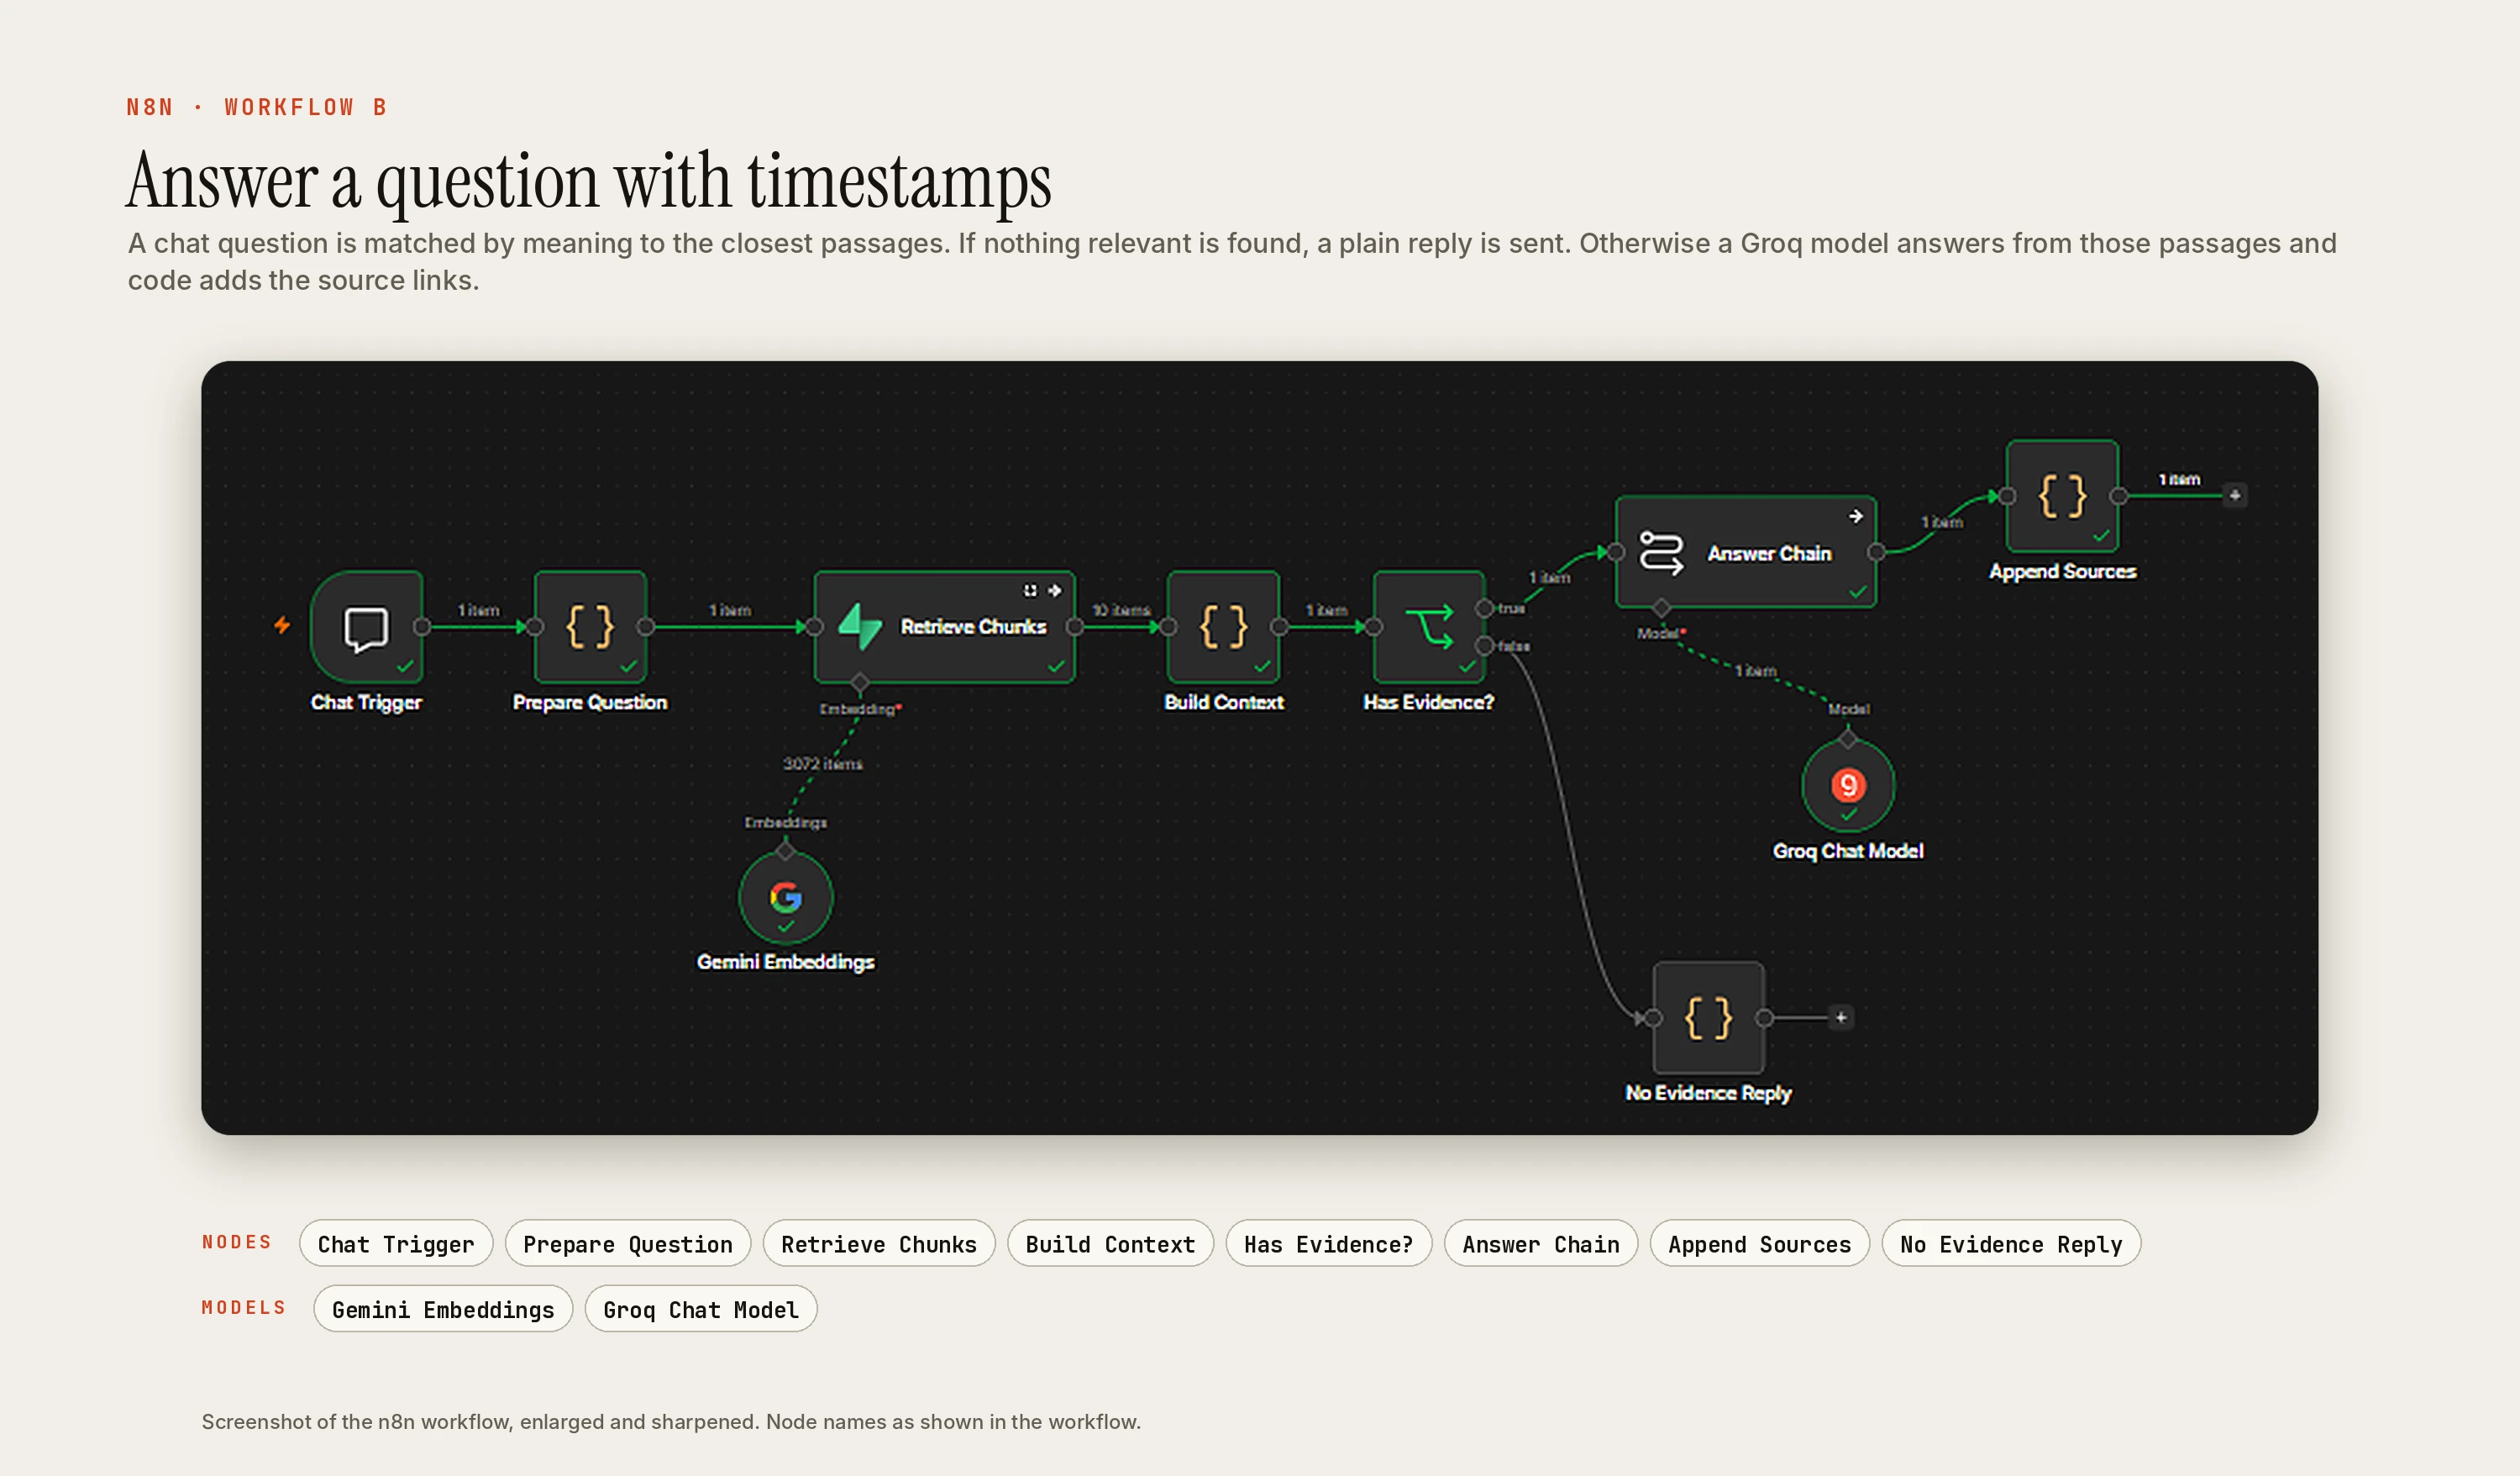 N8N · WORKFLOW B
Answer a question with timestamps
A chat question is matched by meaning to the closest passages. If nothing relevant is found, a plain reply is sent. Otherwise a Groq model answers from those passages and
code adds the source links.
1 item
Append Sources
1 item
Answer Chain
1 item
true
false
Model*
1 item
Model
Groq Chat Model
Chat Trigger
1 item
Prepare Question
1 item
Retrieve Chunks
10 items
Build Context
1 item
Has Evidence?
Embedding*
3072 items
Embeddings
Gemini Embeddings
No Evidence Reply
NODES Chat Trigger Prepare Question Retrieve Chunks Build Context Has Evidence? Answer Chain Append Sources No Evidence Reply
MODELS Gemini Embeddings Groq Chat Model
Screenshot of the n8n workflow, enlarged and sharpened. Node names as shown in the workflow.